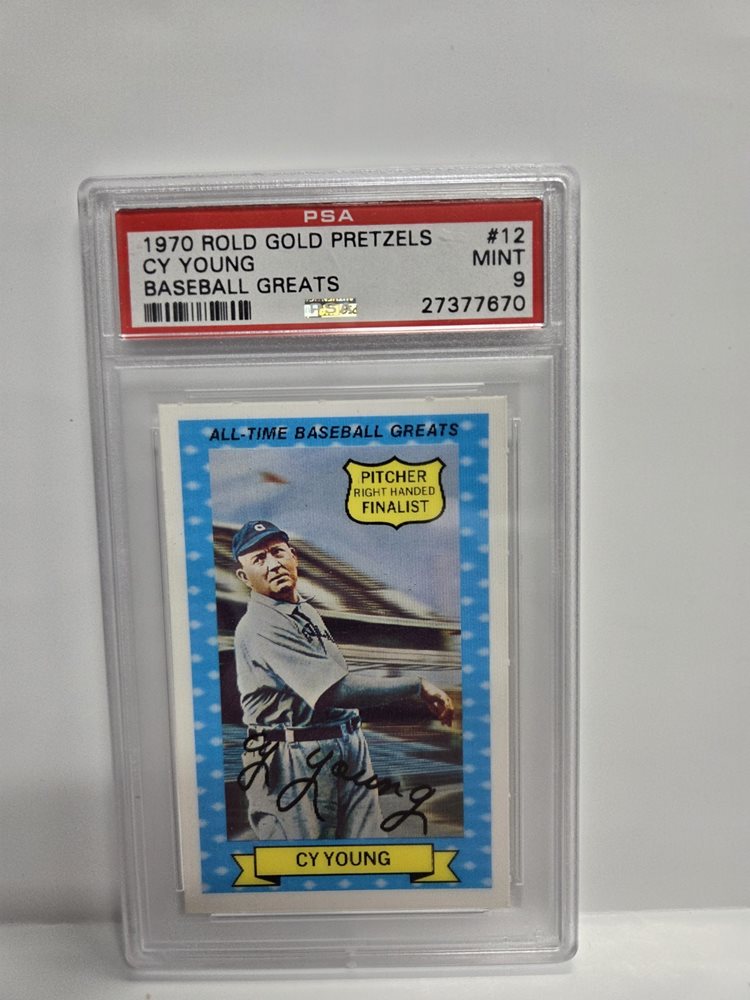 PSA
1970 ROLD GOLD PRETZELS #12
CY YOUNG MINT
BASEBALL GREATS 9
27377670
ALL-TIME BASEBALL GREATS
PITCHER
RIGHT HANDED
FINALIST
C
Cy Young
CY YOUNG